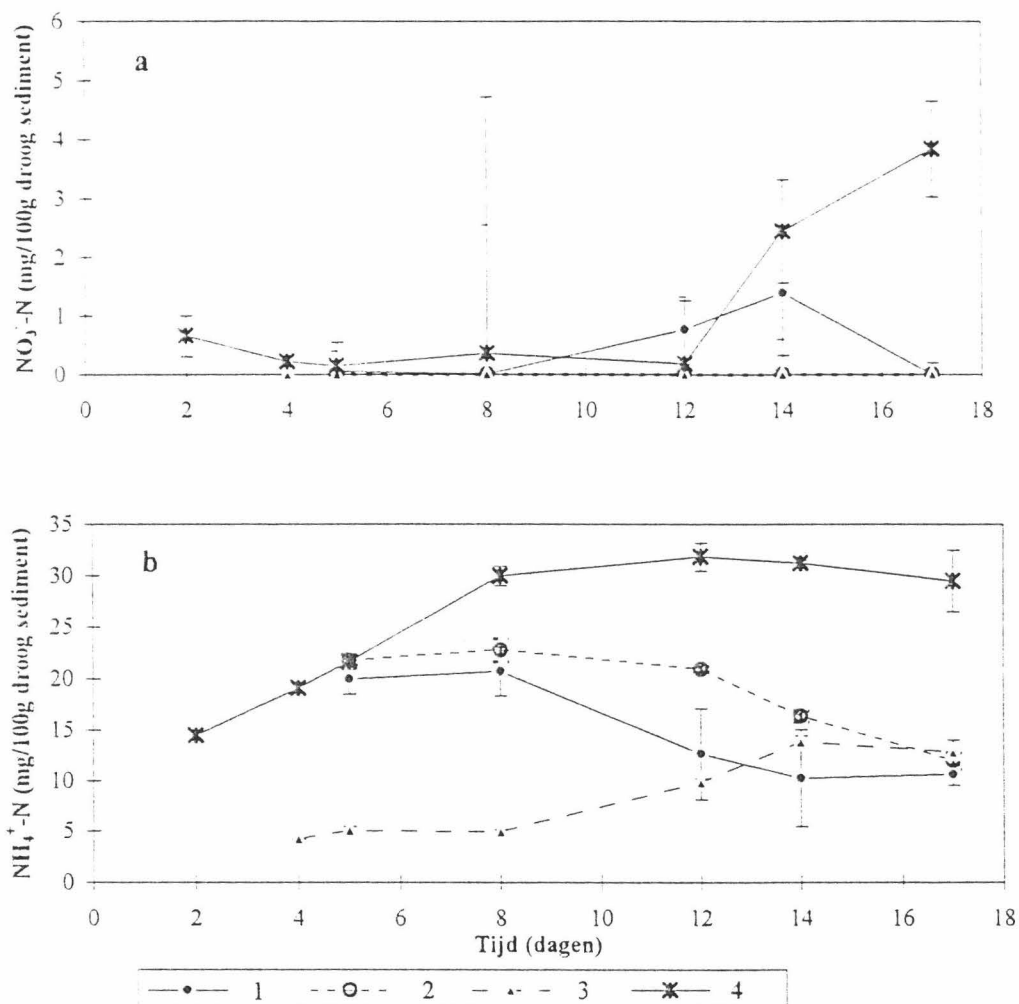 a
NO₃⁻-N (mg/100g droog sediment)
6
5
4
3
2
1
0
0 2 4 6 8 10 12 14 16 18
b
NH₄⁺-N (mg/100g droog sediment)
35
30
25
20
15
10
5
0
0 2 4 6 8 10 12 14 16 18
Tijd (dagen)
1 2 3 4